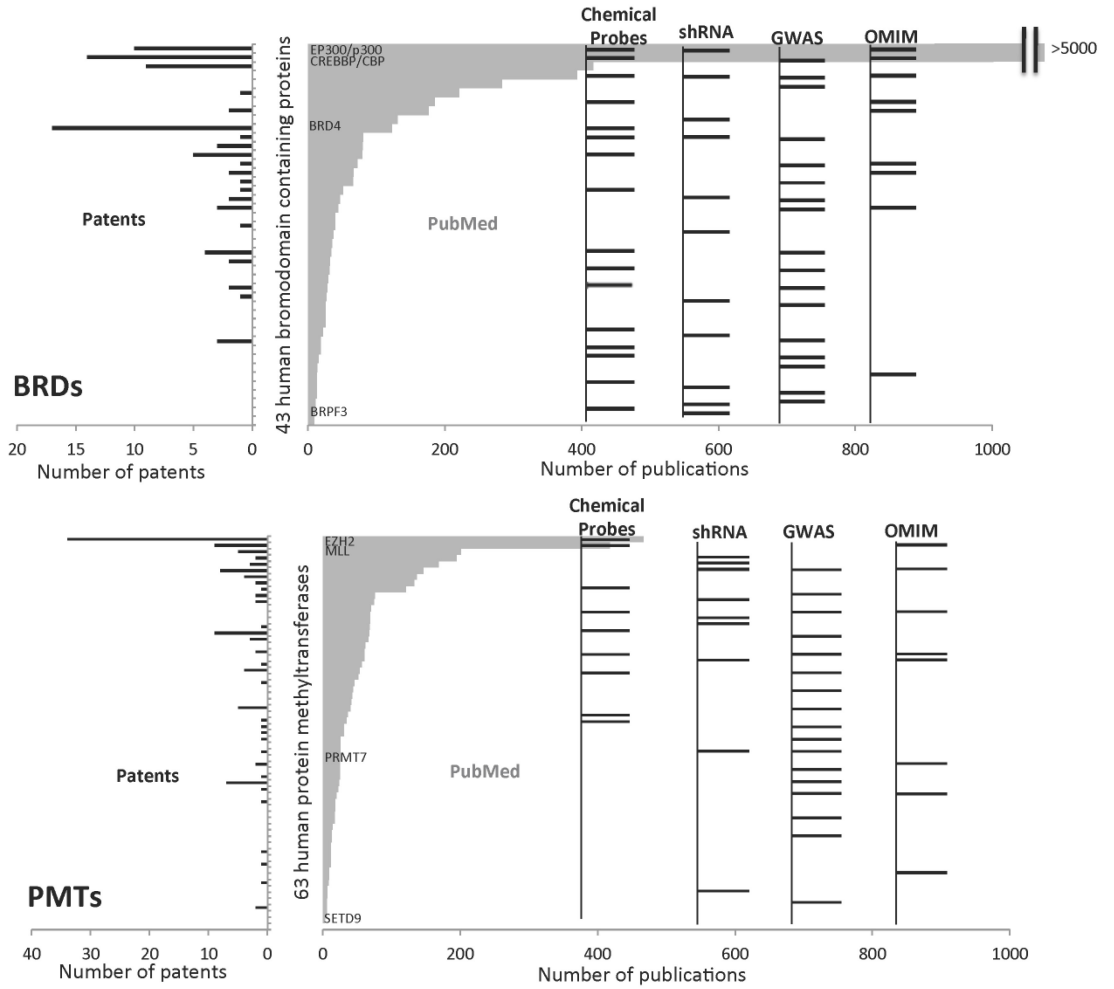 Chemical
Probes
shRNA
GWAS
OMIM
EP300/p300
CREBBP/CBP
>5000
BRD4
Patents
PubMed
43 human bromodomain containing proteins
BRDs
BRPF3
20 15 10 5 0
0 200 400 600 800 1000
Number of patents
Number of publications
Chemical
Probes
shRNA
GWAS
OMIM
EZH2
MLL
63 human protein methyltransferases
PRMT7
Patents
PubMed
PMTs
SETD9
40 30 20 10 0
0 200 400 600 800 1000
Number of patents
Number of publications